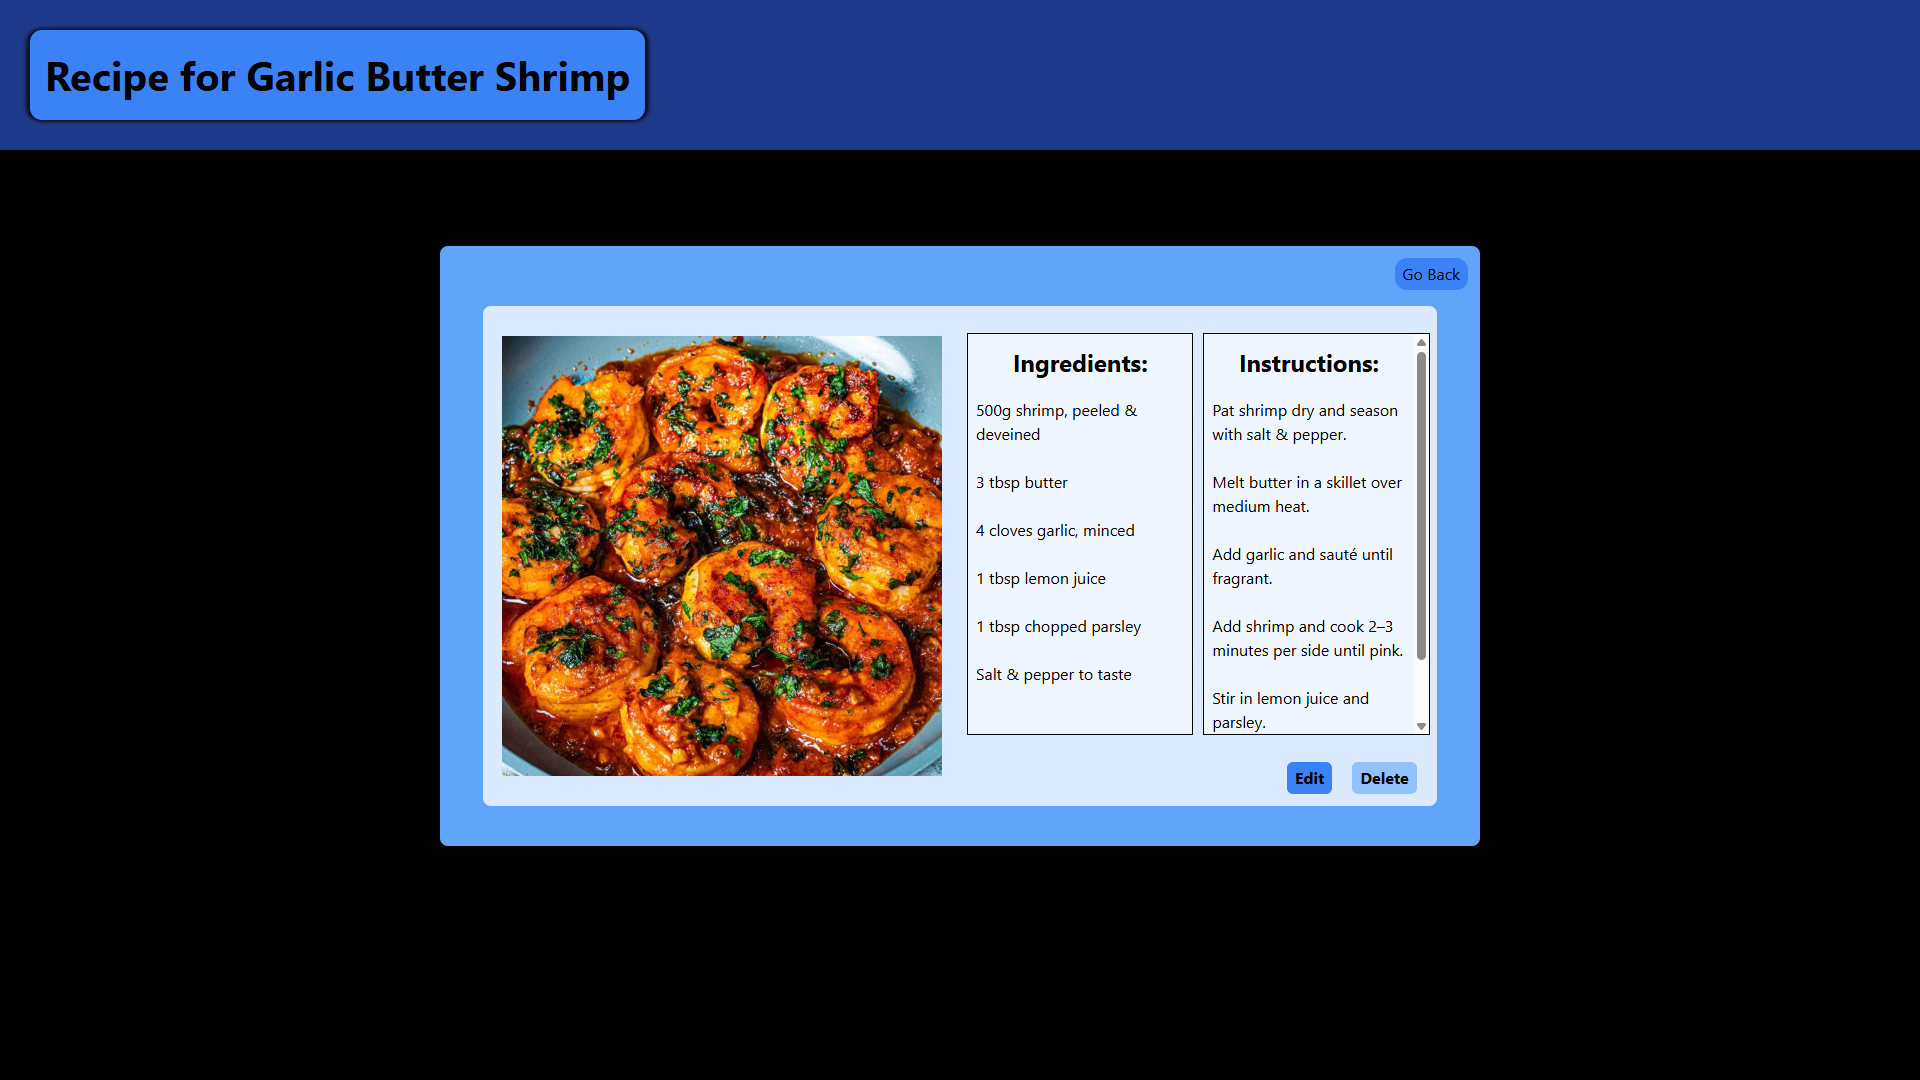 Recipe for Garlic Butter Shrimp
Go Back
Ingredients:
500g shrimp, peeled &
deveined
3 tbsp butter
4 cloves garlic, minced
1 tbsp lemon juice
1 tbsp chopped parsley
Salt & pepper to taste
Instructions:
Pat shrimp dry and season
with salt & pepper.
Melt butter in a skillet over
medium heat.
Add garlic and sauté until
fragrant.
Add shrimp and cook 2–3
minutes per side until pink.
Stir in lemon juice and
parsley.
Edit
Delete